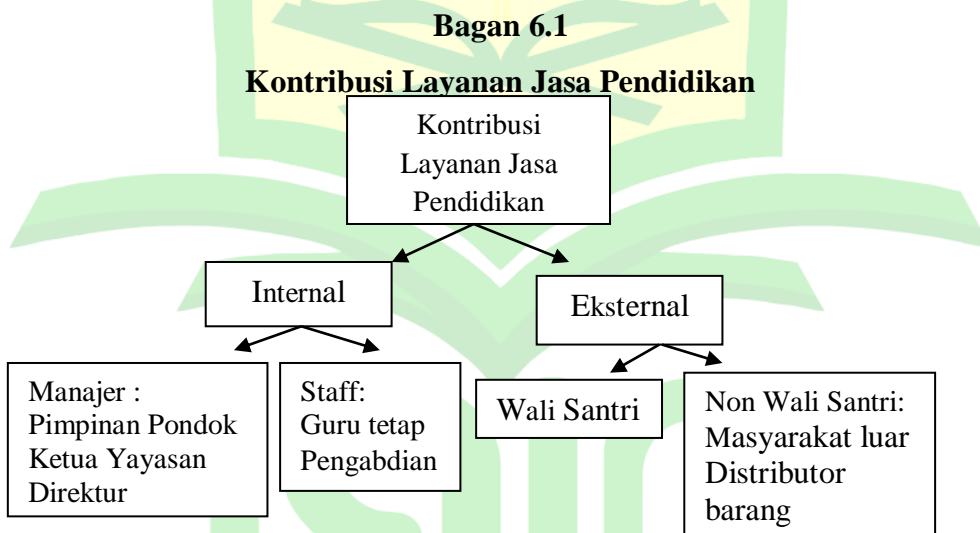 Bagan 6.1
Kontribusi Layanan Jasa Pendidikan
Kontribusi
Layanan Jasa
Pendidikan
Internal
Eksternal
Manajer :
Pimpinan Pondok
Ketua Yayasan
Direktur
Staff:
Guru tetap
Pengabdian
Wali Santri
Non Wali Santri:
Masyarakat luar
Distributor
barang